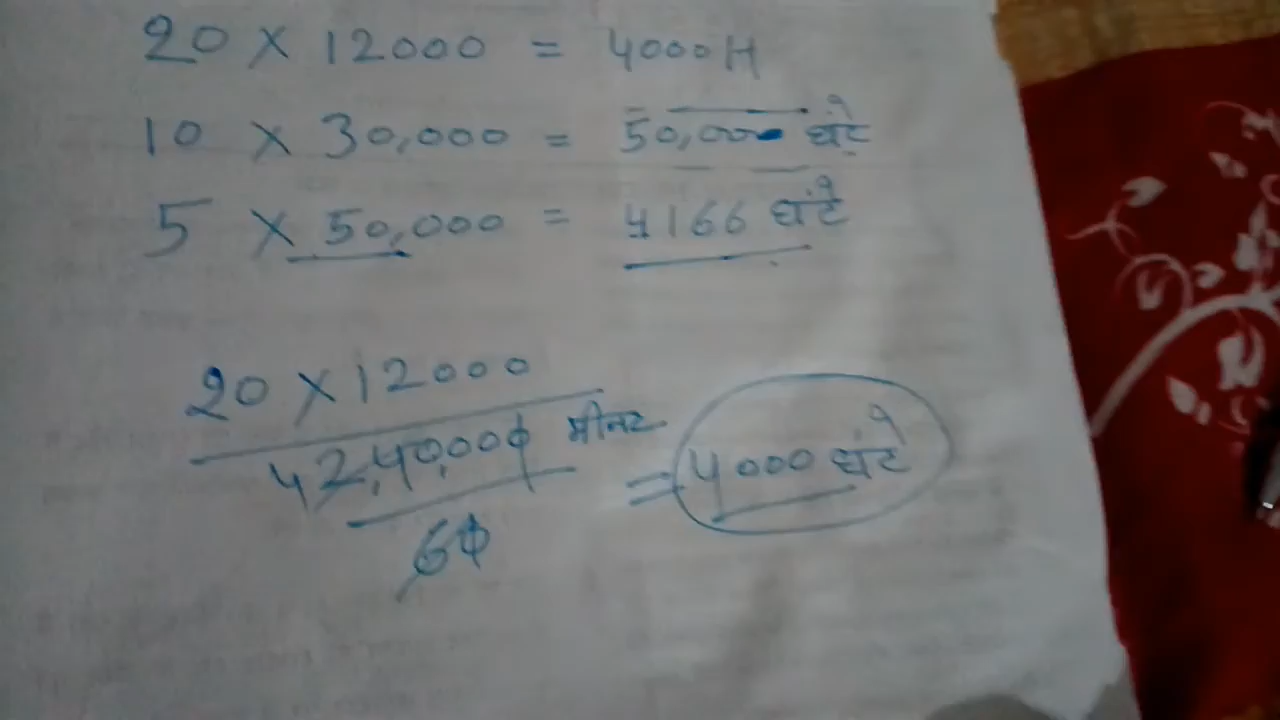 20 X 12000 = 4000H
10 X 30,000 = 50,000 घंटे
5 X 50,000 = 4166 घंटे
20 X 12000
42,40,000 मीनट = 4000 घंटे
60